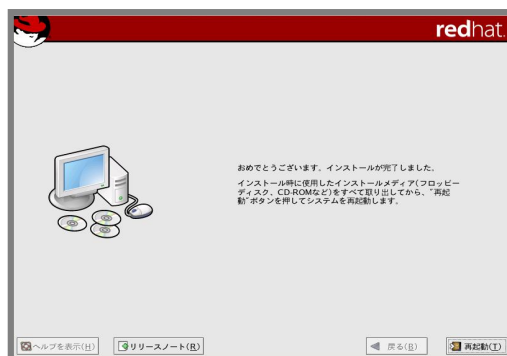 redhat.
おめでとうございます、インストールが完了しました。
インストール時に使用したインストールメディア(フロッピー
ディスク、CD-ROMなど)をすべて取り出してから、"再起
動"ボタンを押してシステムを再起動します。
ヘルプを表示(H)
リリースノート(R)
戻る(B)
再起動(T)